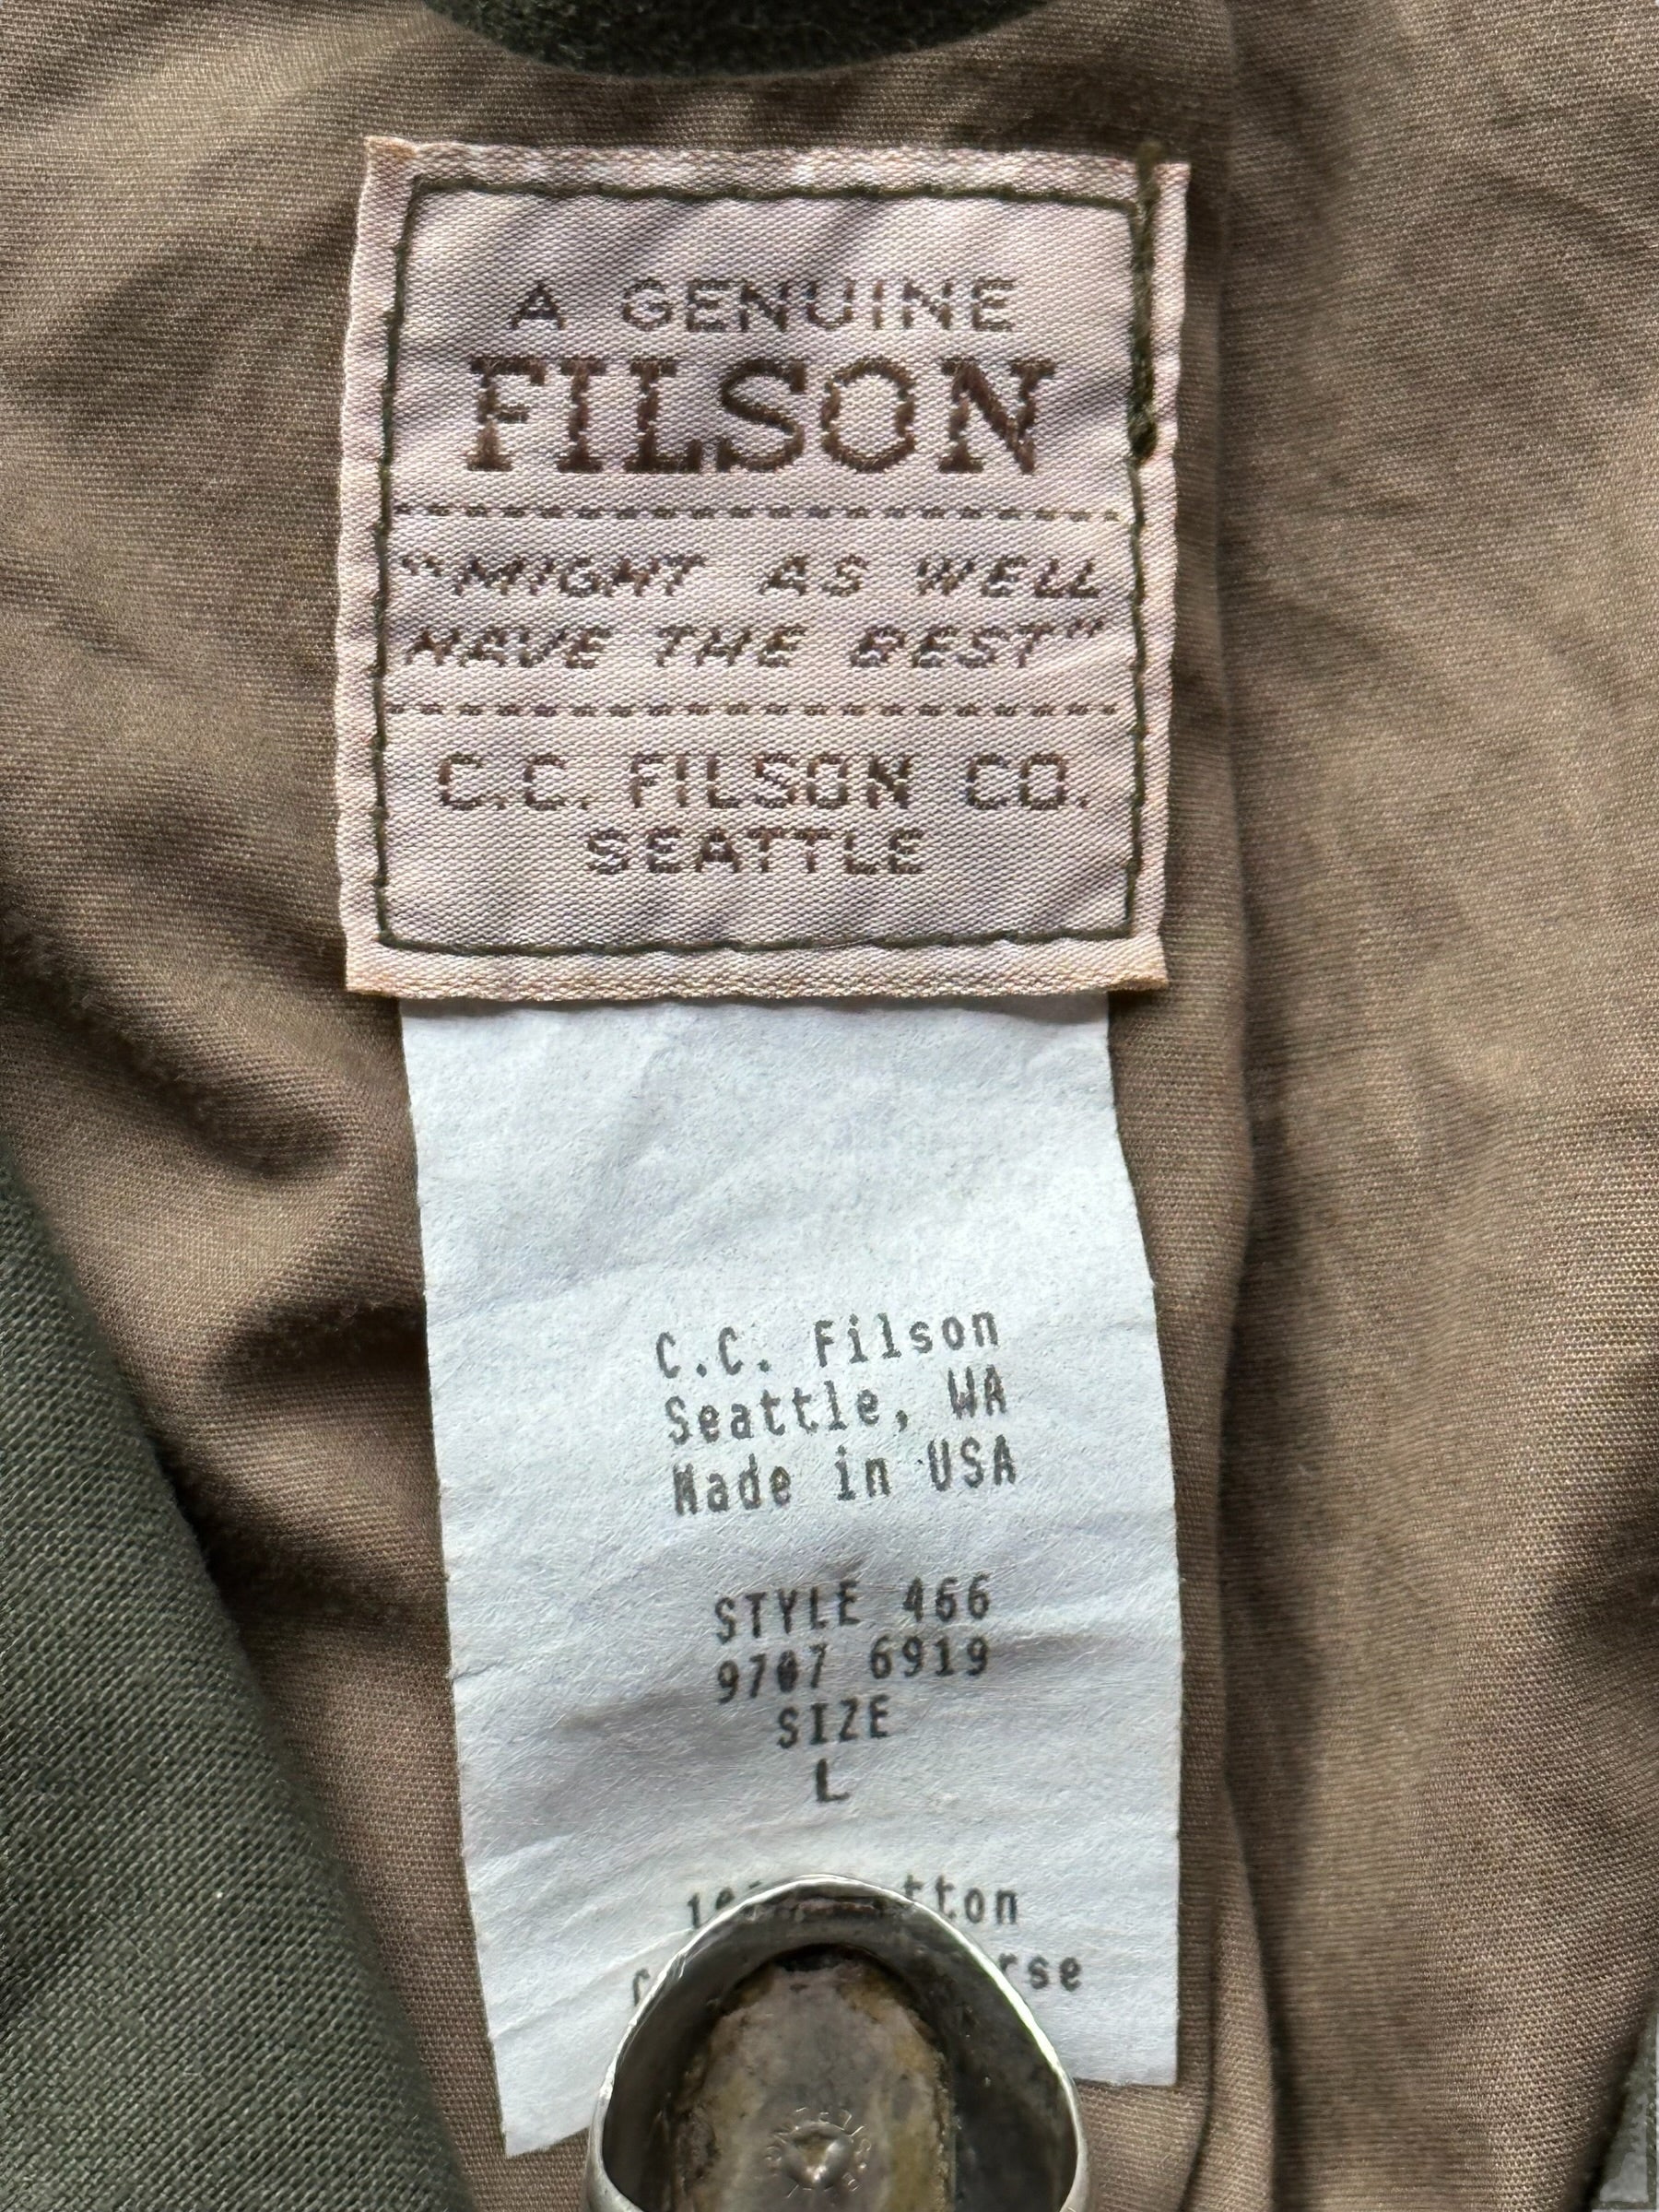 A GENUINE
FILSON
"MIGHT AS WELL
HAVE THE BEST"
C.C. FILSON CO.
SEATTLE
C.C. Filson
Seattle, WA
Made in USA
STYLE 466
9707 6919
SIZE
L